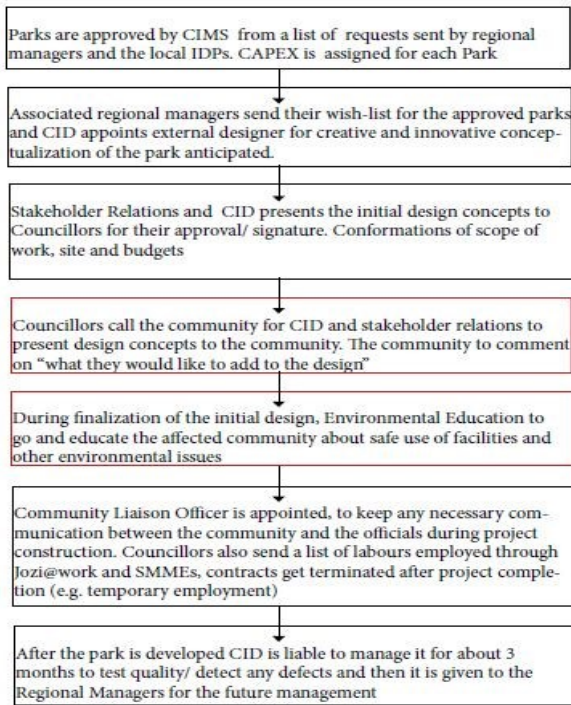 Parks are approved by CIMS from a list of requests sent by regional
managers and the local IDPs. CAPEX is assigned for each Park
Associated regional managers send their wish-list for the approved parks
and CID appoints external designer for creative and innovative concep-
tualization of the park anticipated.
Stakeholder Relations and CID presents the initial design concepts to
Councillors for their approval/ signature. Conformations of scope of
work, site and budgets
Councillors call the community for CID and stakeholder relations to
present design concepts to the community. The community to comment
on “what they would like to add to the design”
During finalization of the initial design, Environmental Education to
go and educate the affected community about safe use of facilities and
other environmental issues
Community Liaison Officer is appointed, to keep any necessary com-
munication between the community and the officials during project
construction. Councillors also send a list of labours employed through
Jozi@work and SMMEs, contracts get terminated after project comple-
tion (e.g. temporary employment)
After the park is developed CID is liable to manage it for about 3
months to test quality/ detect any defects and then it is given to the
Regional Managers for the future management